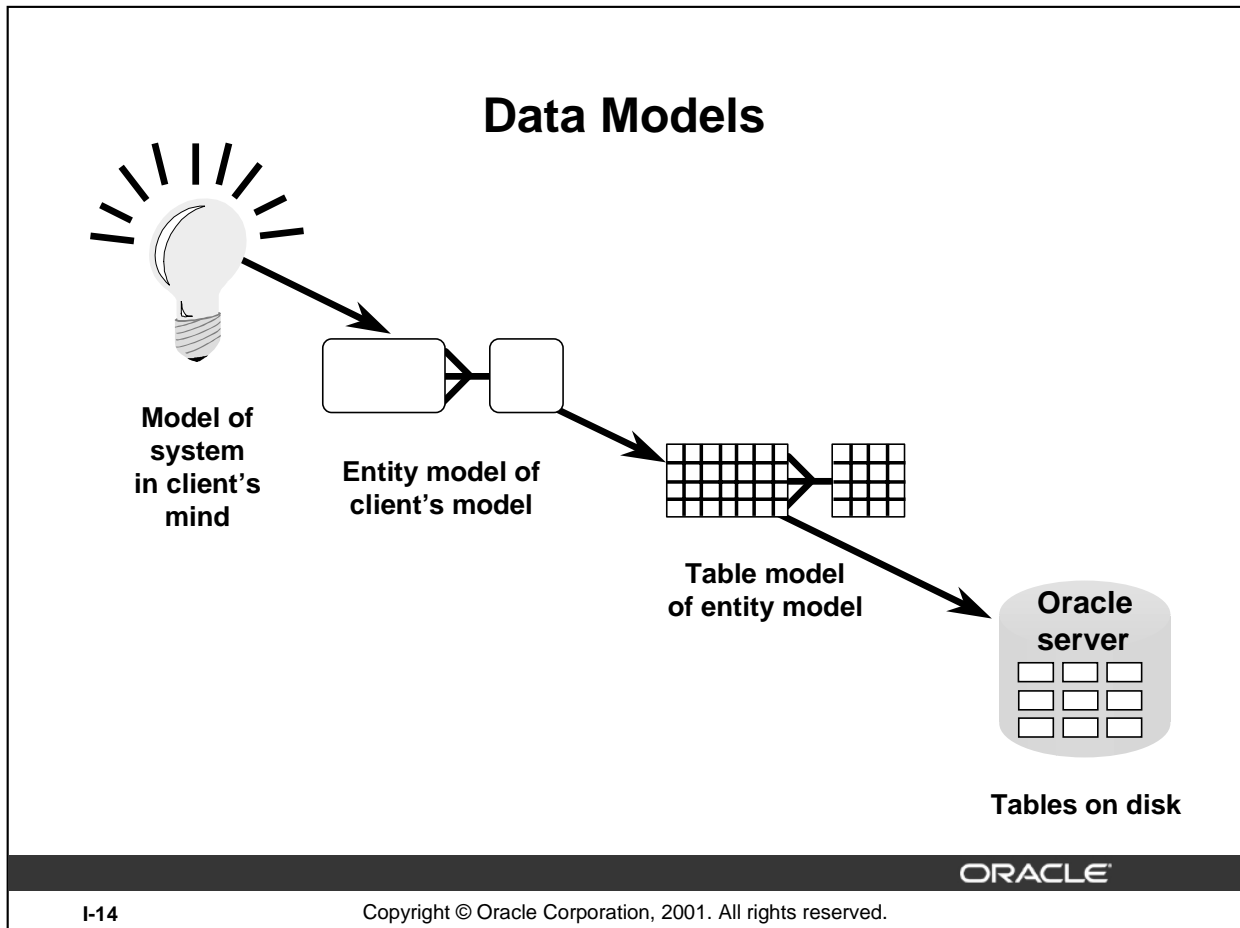 Data Models
Model of
system
in client's
mind
Entity model of
client's model
Table model
of entity model
Oracle
server
Tables on disk
ORACLE®
I-14
Copyright © Oracle Corporation, 2001. All rights reserved.